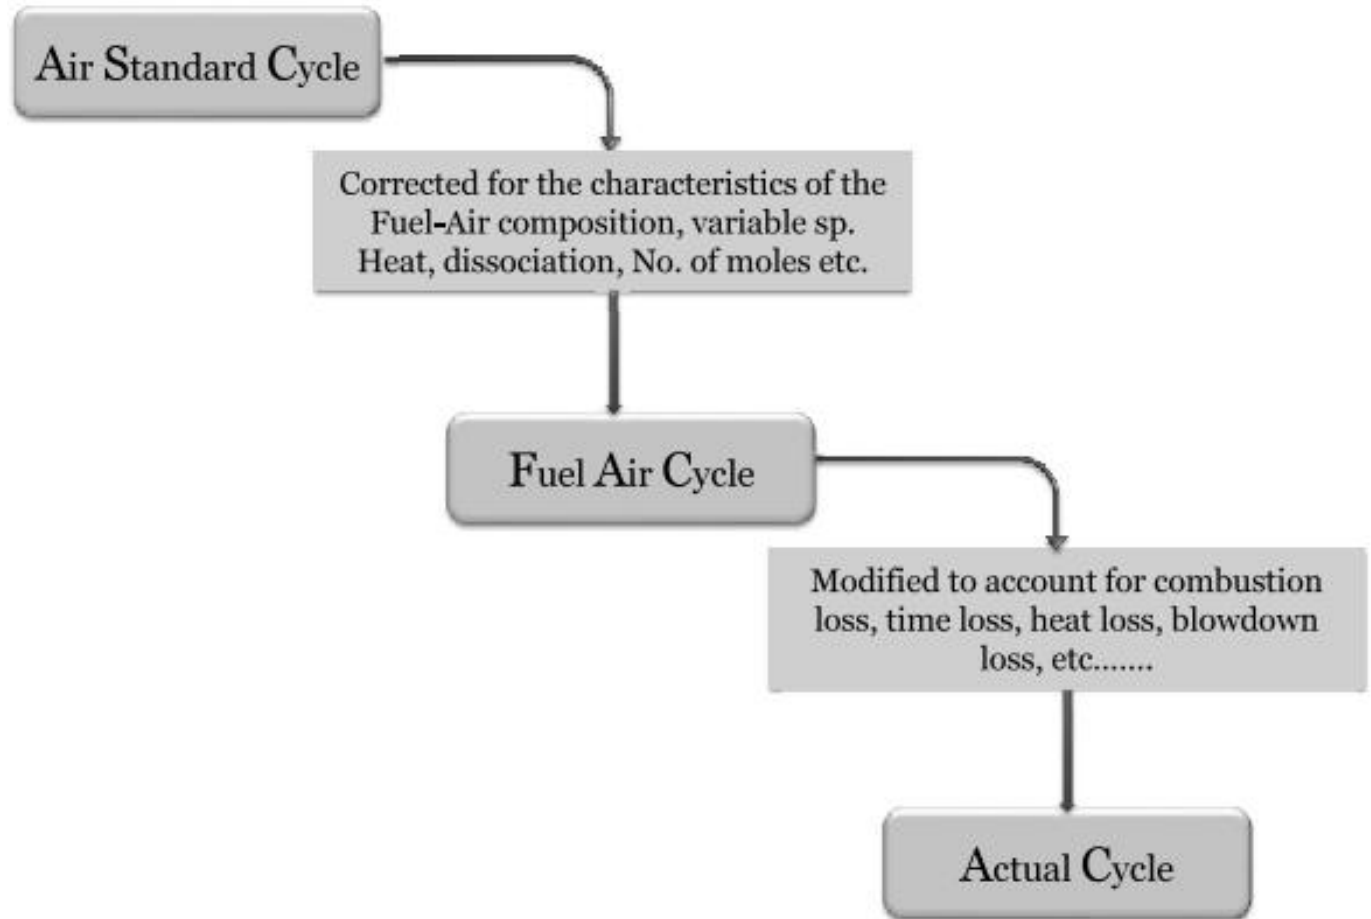 Air Standard Cycle
Corrected for the characteristics of the
Fuel-Air composition, variable sp.
Heat, dissociation, No. of moles etc.
Fuel Air Cycle
Modified to account for combustion
loss, time loss, heat loss, blowdown
loss, etc.......
Actual Cycle